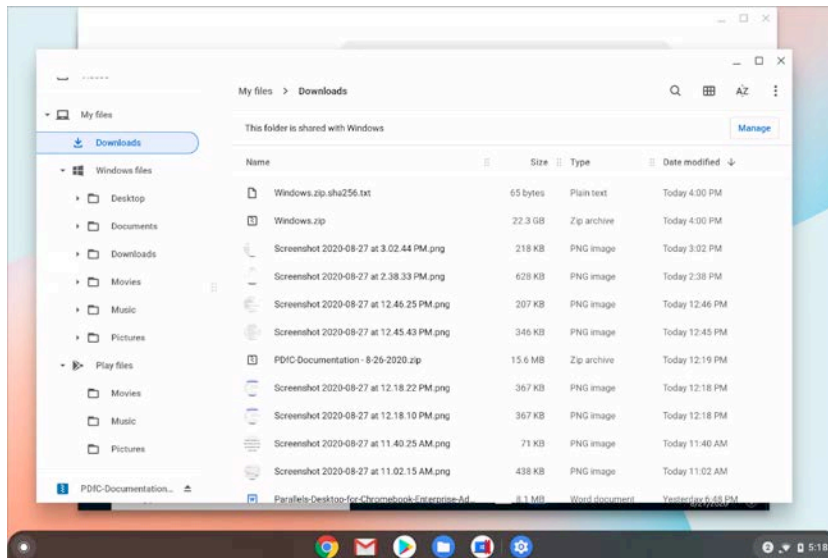 My files > Downloads
AZ
My files
This folder is shared with Windows
Manage
Downloads
Name Size Type Date modified
Windows files
Windows.zip.sha256.txt 65 bytes Plain text Today 4:00 PM
Desktop
Windows.zip 22.3 GB Zip archive Today 4:00 PM
Documents
Screenshot 2020-08-27 at 3.02.44 PM.png 218 KB PNG image Today 3:02 PM
Downloads
Screenshot 2020-08-27 at 2.38.33 PM.png 628 KB PNG image Today 2:38 PM
Movies
Screenshot 2020-08-27 at 12.46.25 PM.png 207 KB PNG image Today 12:46 PM
Music
Screenshot 2020-08-27 at 12.45.43 PM.png 346 KB PNG image Today 12:45 PM
Pictures
PDfC-Documentation - 8-26-2020.zip 15.6 MB Zip archive Today 12:19 PM
Play files
Screenshot 2020-08-27 at 12.18.22 PM.png 367 KB PNG image Today 12:18 PM
Movies
Screenshot 2020-08-27 at 12.18.10 PM.png 367 KB PNG image Today 12:18 PM
Music
Screenshot 2020-08-27 at 11.40.25 AM.png 71 KB PNG image Today 11:40 AM
Pictures
Screenshot 2020-08-27 at 11.02.15 AM.png 438 KB PNG image Today 11:02 AM
PDfC-Documentation...
Parallels-Desktop-for-Chromebook-Enterprise-Ad... 8.1 MB Word document Yesterday 6:48 PM
5:18